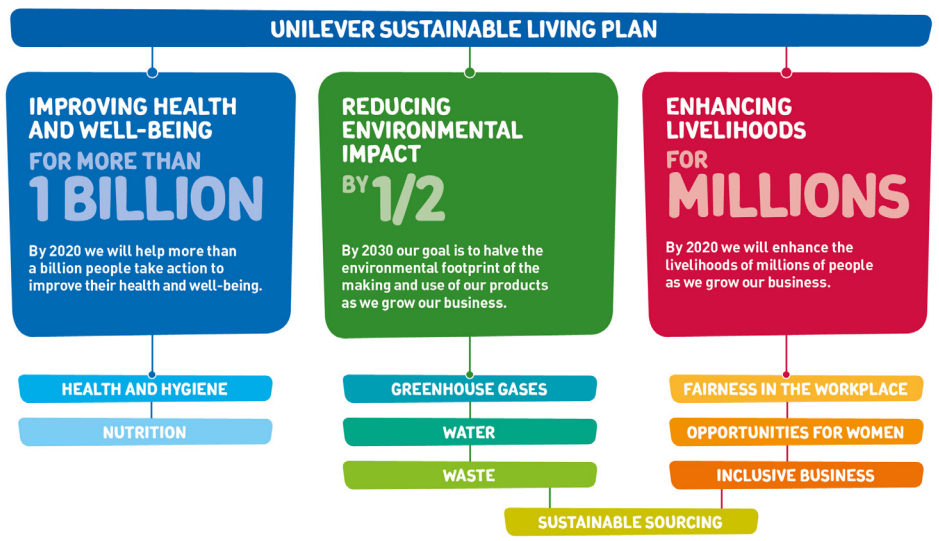 UNILEVER SUSTAINABLE LIVING PLAN
IMPROVING HEALTH
AND WELL-BEING
FOR MORE THAN
1 BILLION
By 2020 we will help more than
a billion people take action to
improve their health and well-being.
HEALTH AND HYGIENE
NUTRITION
REDUCING
ENVIRONMENTAL
IMPACT
BY 1/2
By 2030 our goal is to halve the
environmental footprint of the
making and use of our products
as we grow our business.
GREENHOUSE GASES
WATER
WASTE
ENHANCING
LIVELIHOODS
FOR
MILLIONS
By 2020 we will enhance the
livelihoods of millions of people
as we grow our business.
FAIRNESS IN THE WORKPLACE
OPPORTUNITIES FOR WOMEN
INCLUSIVE BUSINESS
SUSTAINABLE SOURCING